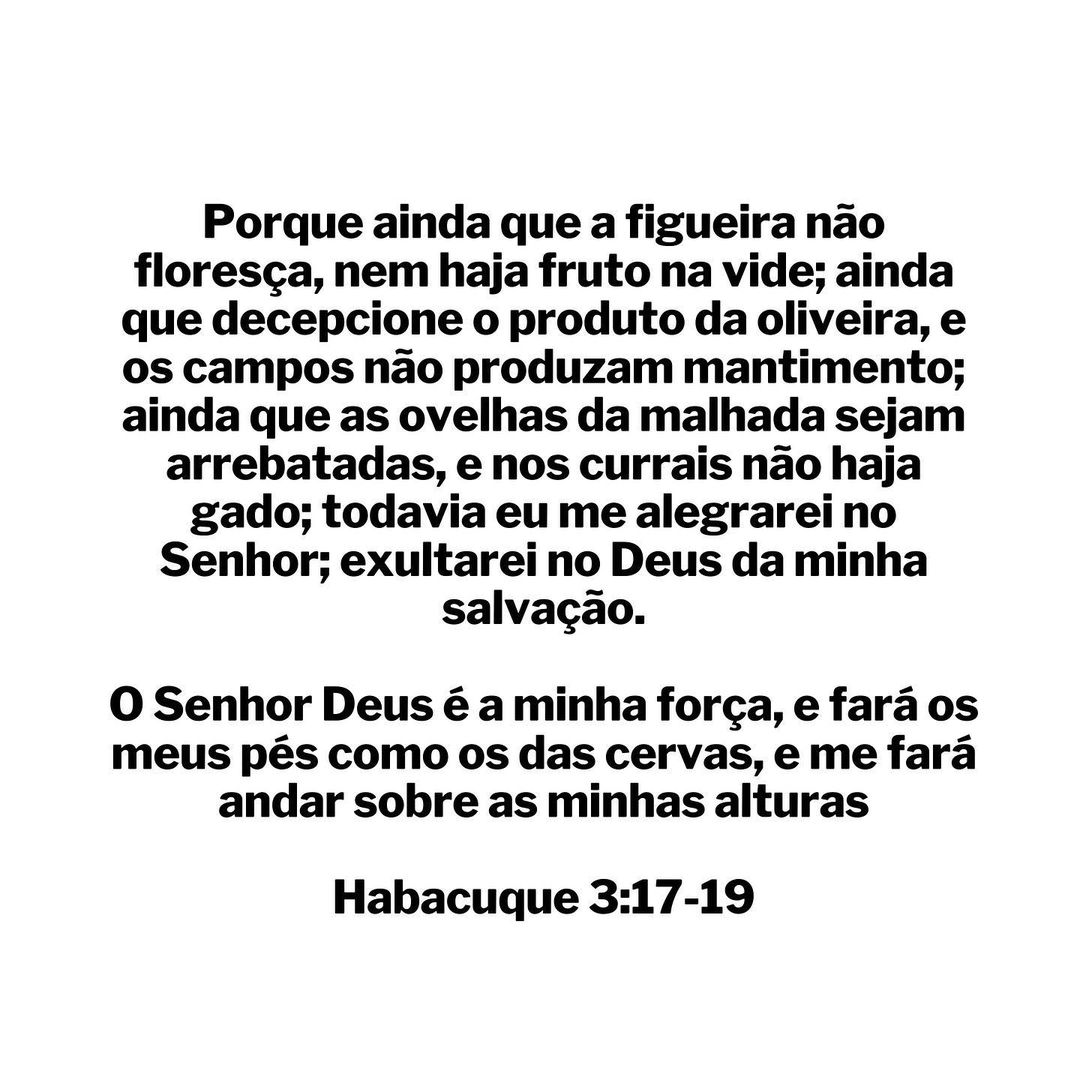 Porque ainda que a figueira não
floresça, nem haja fruto na vide; ainda
que decepcione o produto da oliveira, e
os campos não produzam mantimento;
ainda que as ovelhas da malhada sejam
arrebatadas, e nos currais não haja
gado; todavia eu me alegrarei no
Senhor; exultarei no Deus da minha
salvação.
O Senhor Deus é a minha força, e fará os
meus pés como os das cervas, e me fará
andar sobre as minhas alturas
Habacuque 3:17-19